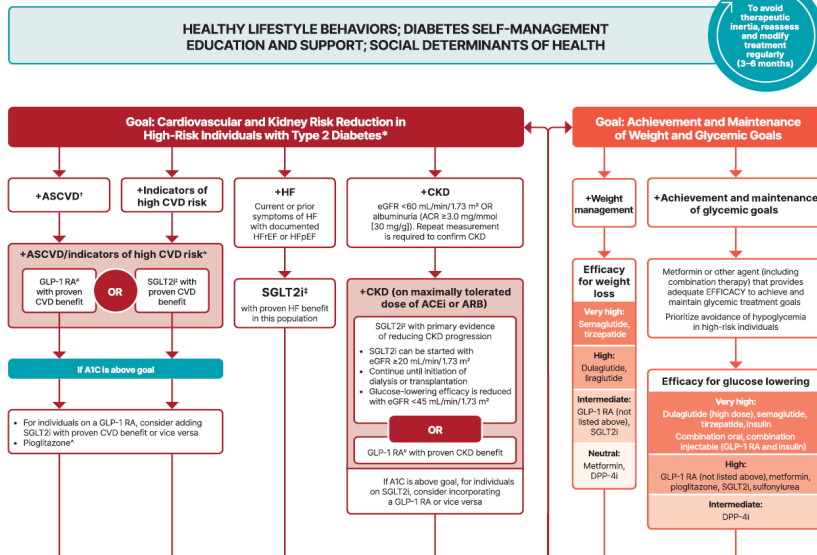 HEALTHY LIFESTYLE BEHAVIORS; DIABETES SELF-MANAGEMENT
EDUCATION AND SUPPORT; SOCIAL DETERMINANTS OF HEALTH
To avoid
therapeutic
inertia, reassess
and modify
treatment
regularly
(3–6 months)
Goal: Cardiovascular and Kidney Risk Reduction in
High-Risk Individuals with Type 2 Diabetes*
Goal: Achievement and Maintenance
of Weight and Glycemic Goals
+ASCVD†
+Indicators of
high CVD risk
+HF
Current or prior
symptoms of HF
with documented
HFrEF or HFpEF
+CKD
eGFR <60 mL/min/1.73 m² OR
albuminuria (ACR ≥3.0 mg/mmol
[30 mg/g]). Repeat measurement
is required to confirm CKD
+Weight
management
+Achievement and maintenance
of glycemic goals
+ASCVD/indicators of high CVD risk^
GLP-1 RA# with proven
CVD benefit
OR
SGLT2i‡ with
proven CVD
benefit
SGLT2i‡
with proven HF benefit
in this population
+CKD (on maximally tolerated
dose of ACEi or ARB)
SGLT2i‡ with primary evidence
of reducing CKD progression
• SGLT2i can be started with
eGFR ≥20 mL/min/1.73 m²
• Continue until initiation of
dialysis or transplantation
• Glucose-lowering efficacy is reduced
with eGFR <45 mL/min/1.73 m²
OR
GLP-1 RA# with proven CKD benefit
If A1C is above goal, for individuals
on SGLT2i, consider incorporating
a GLP-1 RA or vice versa
If A1C is above goal
• For individuals on a GLP-1 RA, consider adding
SGLT2i with proven CVD benefit or vice versa
• Pioglitazone^
Efficacy
for weight
loss
Very high:
Semaglutide,
tirzepatide
High:
Dulaglutide,
liraglutide
Intermediate:
GLP-1 RA (not
listed above),
SGLT2i
Neutral:
Metformin,
DPP-4i
Metformin or other agent (including
combination therapy) that provides
adequate EFFICACY to achieve and
maintain glycemic treatment goals
Prioritize avoidance of hypoglycemia
in high-risk individuals
Efficacy for glucose lowering
Very high:
Dulaglutide (high dose), semaglutide,
tirzepatide, insulin
Combination oral, combination
injectable (GLP-1 RA and insulin)
High:
GLP-1 RA (not listed above), metformin,
pioglitazone, SGLT2i, sulfonylurea
Intermediate:
DPP-4i